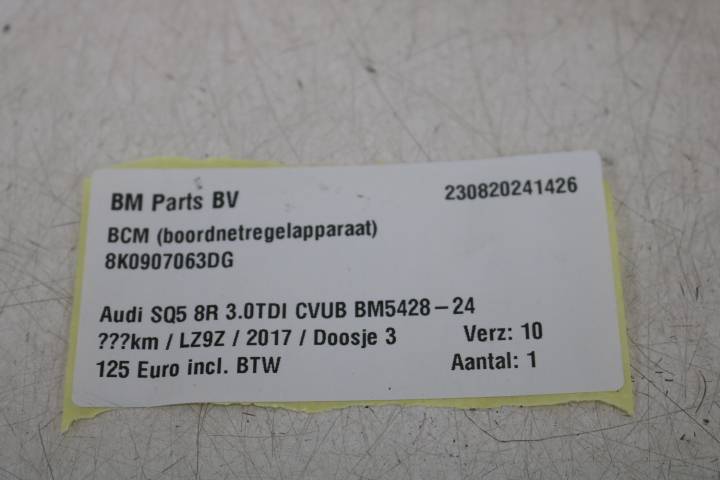 BM Parts BV 230820241426
BCM (boordnetregelapparaat)
8K0907063DG
Audi SQ5 8R 3.0TDI CVUB BM5428-24
???km / LZ9Z / 2017 / Doosje 3 Verz: 10
125 Euro incl. BTW Aantal: 1